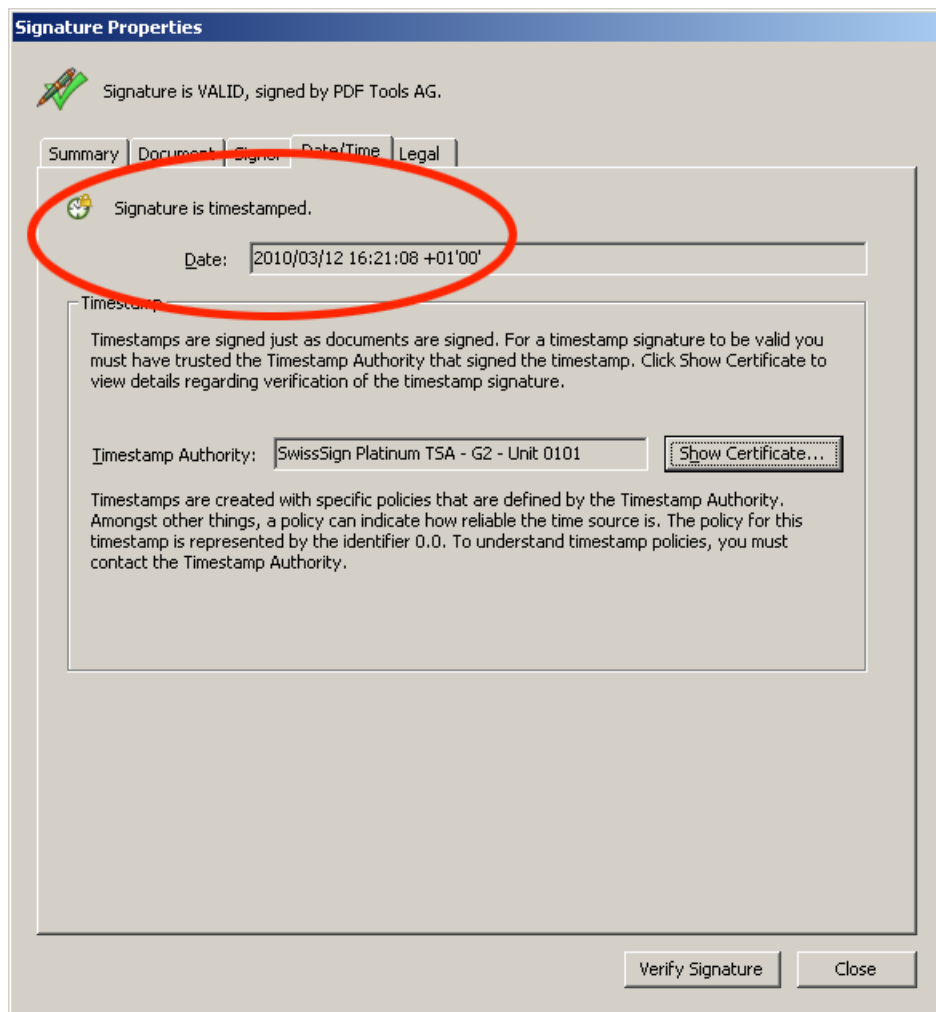 Signature Properties
Signature is VALID, signed by PDF Tools AG.
Summary Document Signor Date/Time Legal
Signature is timestamped.
Date: 2010/03/12 16:21:08 +01'00'
Timestamp
Timestamps are signed just as documents are signed. For a timestamp signature to be valid you
must have trusted the Timestamp Authority that signed the timestamp. Click Show Certificate to
view details regarding verification of the timestamp signature.
Timestamp Authority: SwissSign Platinum TSA - G2 - Unit 0101 Show Certificate...
Timestamps are created with specific policies that are defined by the Timestamp Authority.
Amongst other things, a policy can indicate how reliable the time source is. The policy for this
timestamp is represented by the identifier 0.0. To understand timestamp policies, you must
contact the Timestamp Authority.
Verify Signature Close